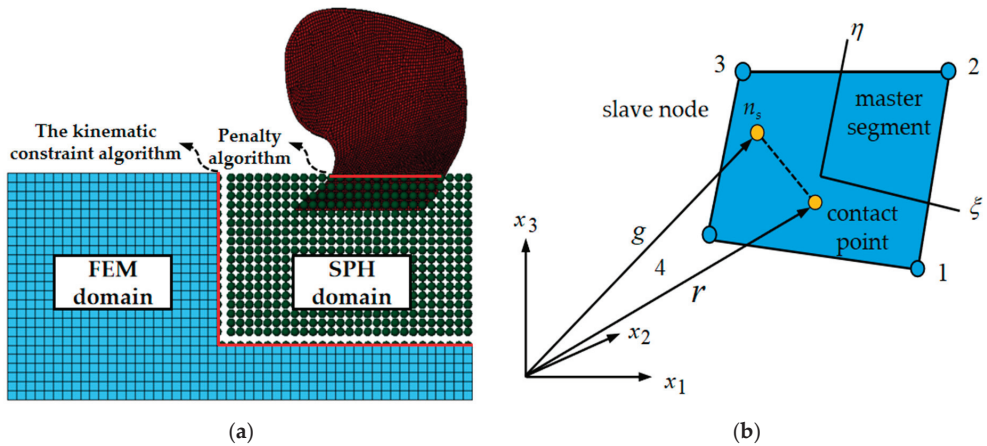 The kinematic
constraint algorithm
Penalty
algorithm
FEM
domain
SPH
domain
(a)
η
3
2
slave node
nₛ
master
segment
ξ
contact
point
x₃
g
4
1
r
x₂
x₁
(b)